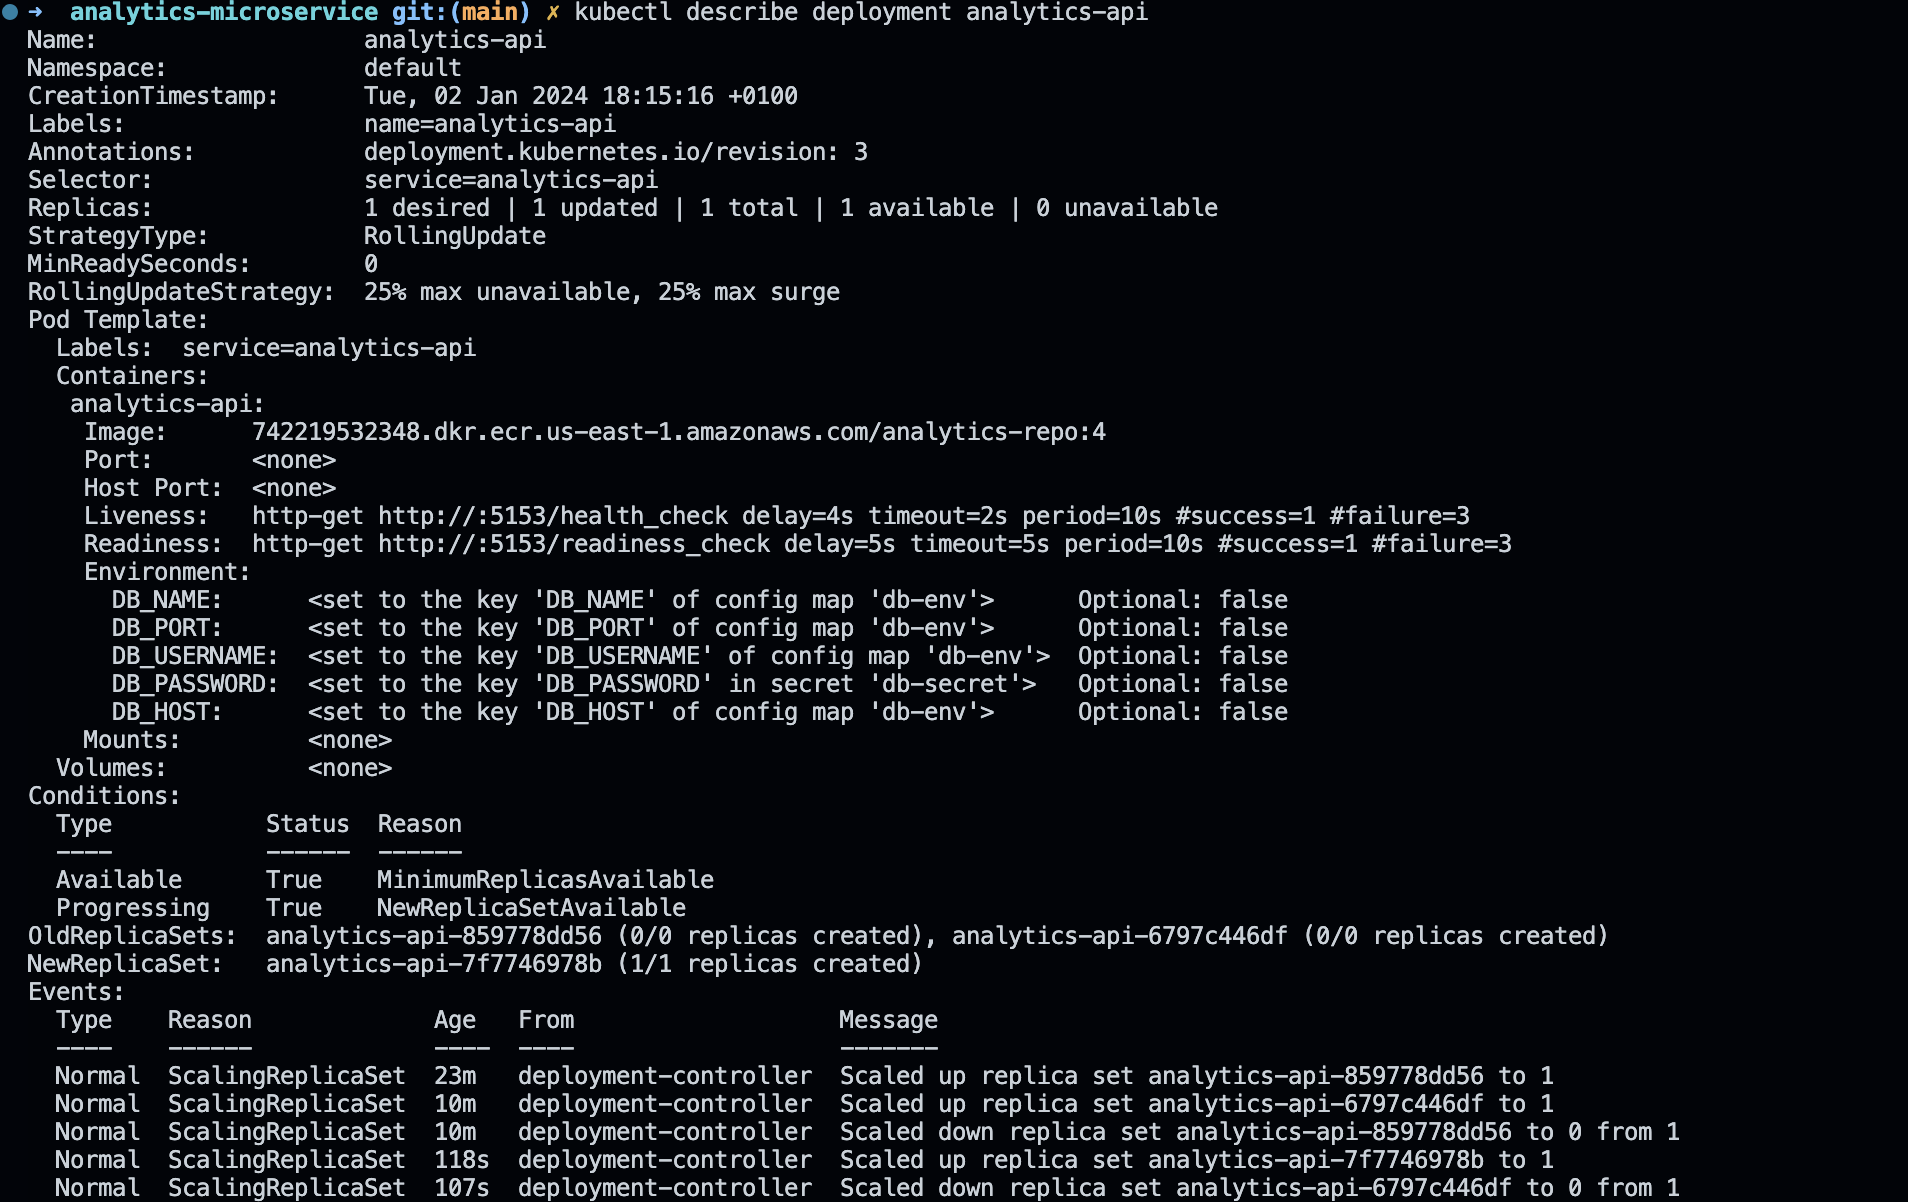 ➜  analytics-microservice git:(main) ✗ kubectl describe deployment analytics-api
Name:                   analytics-api
Namespace:              default
CreationTimestamp:      Tue, 02 Jan 2024 18:15:16 +0100
Labels:                 name=analytics-api
Annotations:            deployment.kubernetes.io/revision: 3
Selector:               service=analytics-api
Replicas:               1 desired | 1 updated | 1 total | 1 available | 0 unavailable
StrategyType:           RollingUpdate
MinReadySeconds:        0
RollingUpdateStrategy:  25% max unavailable, 25% max surge
Pod Template:
  Labels:  service=analytics-api
  Containers:
   analytics-api:
    Image:      742219532348.dkr.ecr.us-east-1.amazonaws.com/analytics-repo:4
    Port:       <none>
    Host Port:  <none>
    Liveness:   http-get http://:5153/health_check delay=4s timeout=2s period=10s #success=1 #failure=3
    Readiness:  http-get http://:5153/readiness_check delay=5s timeout=5s period=10s #success=1 #failure=3
    Environment:
      DB_NAME:      <set to the key 'DB_NAME' of config map 'db-env'>      Optional: false
      DB_PORT:      <set to the key 'DB_PORT' of config map 'db-env'>      Optional: false
      DB_USERNAME:  <set to the key 'DB_USERNAME' of config map 'db-env'>  Optional: false
      DB_PASSWORD:  <set to the key 'DB_PASSWORD' in secret 'db-secret'>   Optional: false
      DB_HOST:      <set to the key 'DB_HOST' of config map 'db-env'>      Optional: false
    Mounts:         <none>
  Volumes:          <none>
Conditions:
  Type           Status  Reason
  ----           ------  ------
  Available      True    MinimumReplicasAvailable
  Progressing    True    NewReplicaSetAvailable
OldReplicaSets:  analytics-api-859778dd56 (0/0 replicas created), analytics-api-6797c446df (0/0 replicas created)
NewReplicaSet:   analytics-api-7f7746978b (1/1 replicas created)
Events:
  Type    Reason             Age   From                   Message
  ----    ------             ----  ----                   -------
  Normal  ScalingReplicaSet  23m   deployment-controller  Scaled up replica set analytics-api-859778dd56 to 1
  Normal  ScalingReplicaSet  10m   deployment-controller  Scaled up replica set analytics-api-6797c446df to 1
  Normal  ScalingReplicaSet  10m   deployment-controller  Scaled down replica set analytics-api-859778dd56 to 0 from 1
  Normal  ScalingReplicaSet  118s  deployment-controller  Scaled up replica set analytics-api-7f7746978b to 1
  Normal  ScalingReplicaSet  107s  deployment-controller  Scaled down replica set analytics-api-6797c446df to 0 from 1